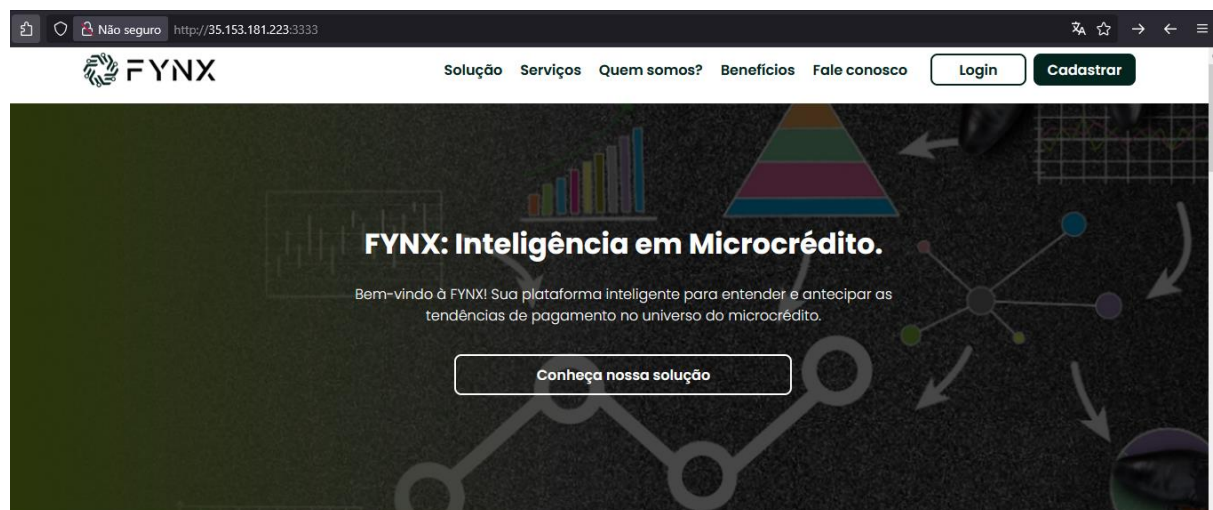 Não seguro http://35.153.181.223:3333
FYNX
Solução Serviços Quem somos? Benefícios Fale conosco Login Cadastrar
FYNX: Inteligência em Microcrédito.
Bem-vindo à FYNX! Sua plataforma inteligente para entender e antecipar as
tendências de pagamento no universo do microcrédito.
Conheça nossa solução